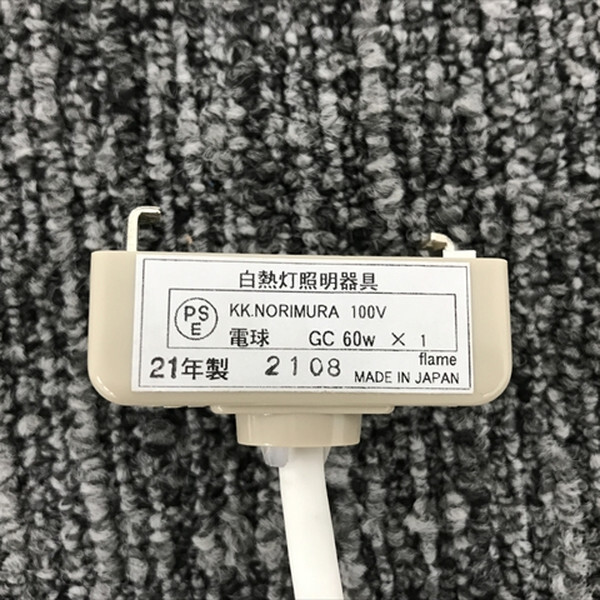 白熱灯照明器具
PS
E
KK.NORIMURA 100V
電球 GC 60w × 1
flame
21年製 2108 MADE IN JAPAN